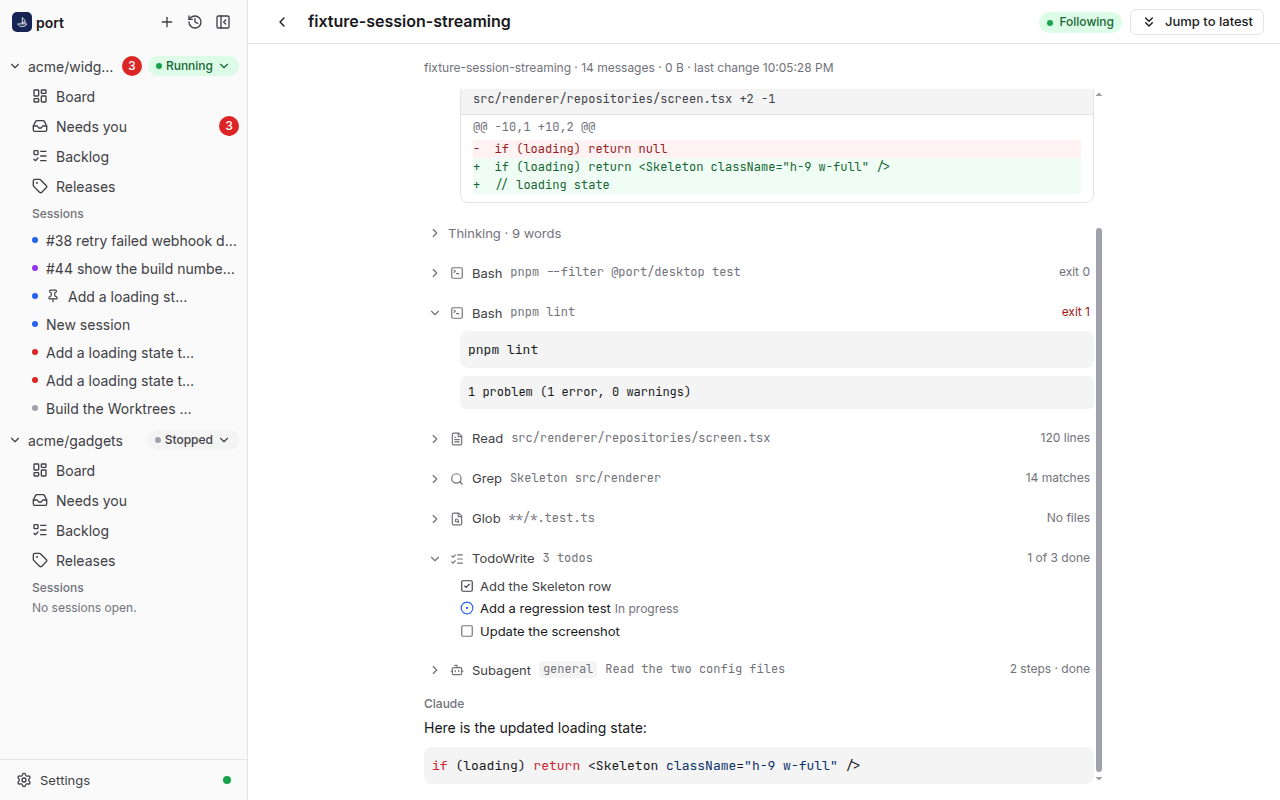 port
fixture-session-streaming
Following
Jump to latest
acme/widg...
3
Running
Board
Needs you
3
Backlog
Releases
Sessions
#38 retry failed webhook d...
#44 show the build numbe...
Add a loading st...
New session
Add a loading state t...
Add a loading state t...
Build the Worktrees ...
acme/gadgets
Stopped
Board
Needs you
Backlog
Releases
Sessions
No sessions open.
Settings
fixture-session-streaming · 14 messages · 0 B · last change 10:05:28 PM
src/renderer/repositories/screen.tsx +2 -1
@@ -10,1 +10,2 @@
- if (loading) return null
+ if (loading) return <Skeleton className="h-9 w-full" />
+ // loading state
Thinking · 9 words
Bash pnpm --filter @port/desktop test exit 0
Bash pnpm lint exit 1
pnpm lint
1 problem (1 error, 0 warnings)
Read src/renderer/repositories/screen.tsx 120 lines
Grep Skeleton src/renderer 14 matches
Glob **/*.test.ts No files
TodoWrite 3 todos 1 of 3 done
Add the Skeleton row
Add a regression test In progress
Update the screenshot
Subagent general Read the two config files 2 steps · done
Claude
Here is the updated loading state:
if (loading) return <Skeleton className="h-9 w-full" />